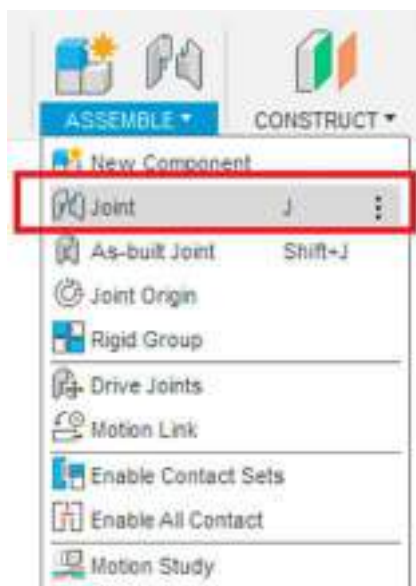 ASSEMBLE ▾ CONSTRUCT ▾
New Component
Joint J
As-built Joint Shift+J
Joint Origin
Rigid Group
Drive Joints
Motion Link
Enable Contact Sets
Enable All Contact
Motion Study